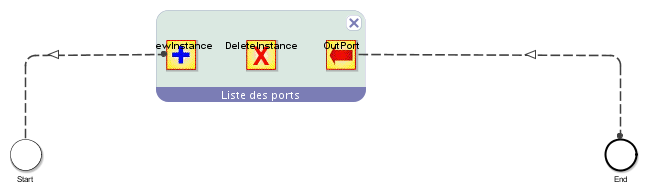 ewInstance DeleteInstance OutPort
Liste des ports
Start End